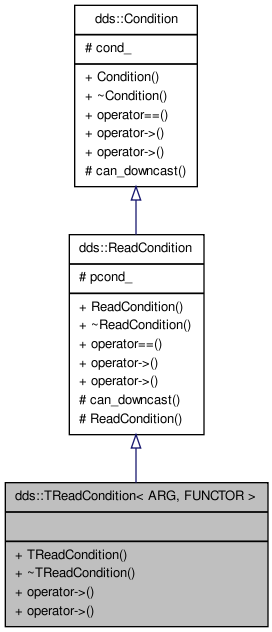 dds::Condition
# cond_
+ Condition()
+ ~Condition()
+ operator==()
+ operator->()
+ operator->()
# can_downcast()
dds::ReadCondition
# pcond_
+ ReadCondition()
+ ~ReadCondition()
+ operator==()
+ operator->()
+ operator->()
# can_downcast()
# ReadCondition()
dds::TReadCondition< ARG, FUNCTOR >
+ TReadCondition()
+ ~TReadCondition()
+ operator->()
+ operator->()